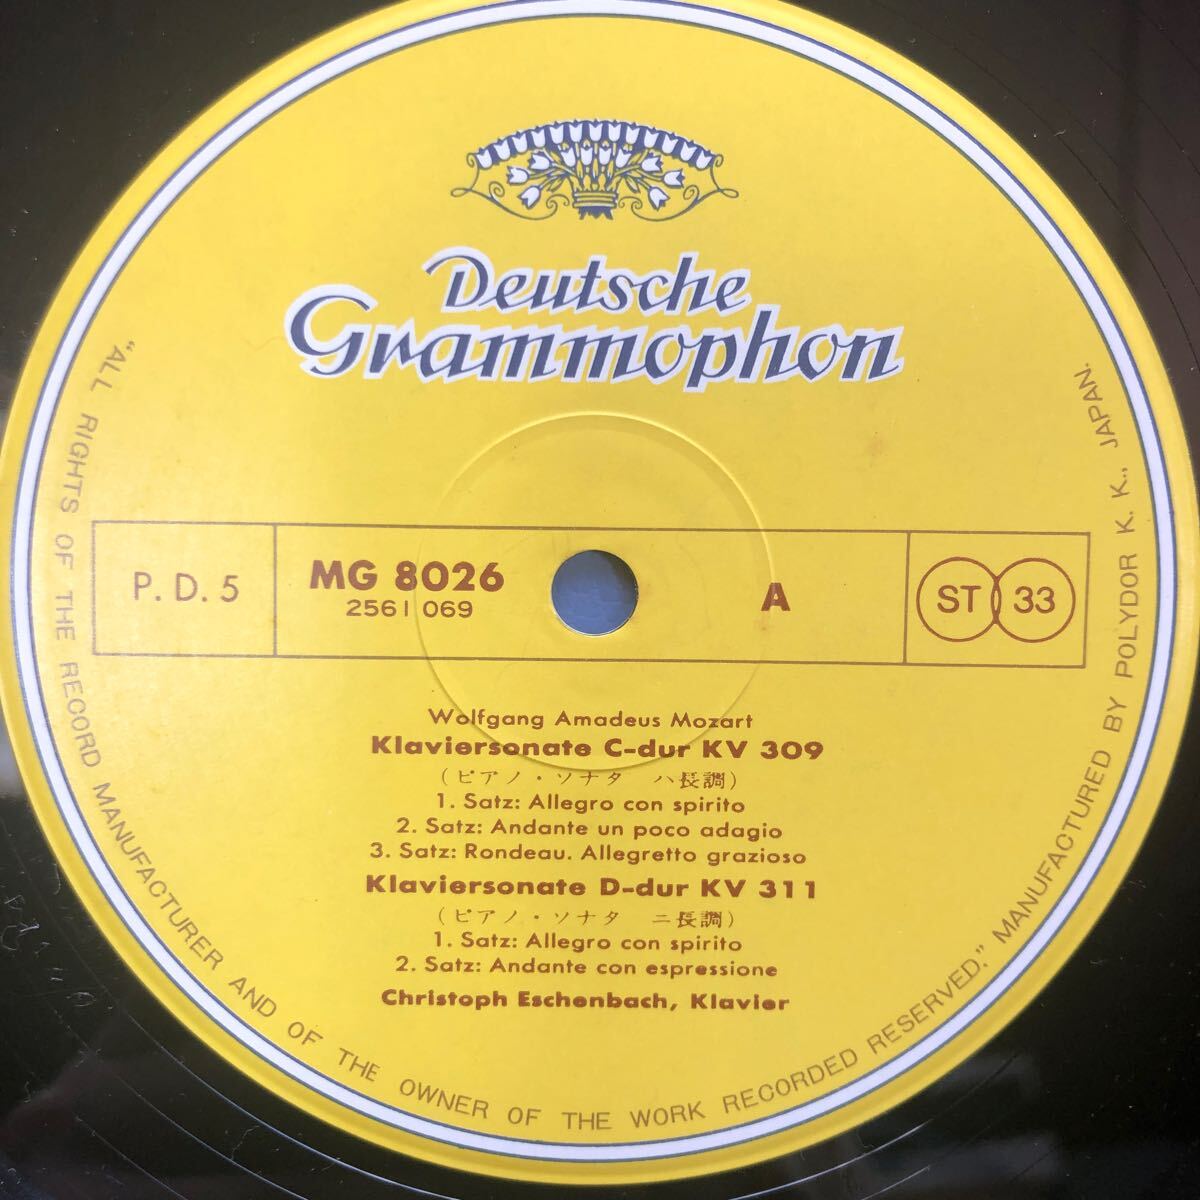 Deutsche
Grammophon
P. D. 5
MG 8026
2561 069
A
ST 33
Wolfgang Amadeus Mozart
Klaviersonate C-dur KV 309
(ピアノ・ソナタ ハ長調)
1. Satz: Allegro con spirito
2. Satz: Andante un poco adagio
3. Satz: Rondeau. Allegretto grazioso
Klaviersonate D-dur KV 311
(ピアノ・ソナタ ニ長調)
1. Satz: Allegro con spirito
2. Satz: Andante con espressione
Christoph Eschenbach, Klavier
"ALL RIGHTS OF THE RECORD MANUFACTURER AND OF THE OWNER OF THE WORK RECORDED RESERVED." MANUFACTURED BY POLYDOR K. K., JAPAN.